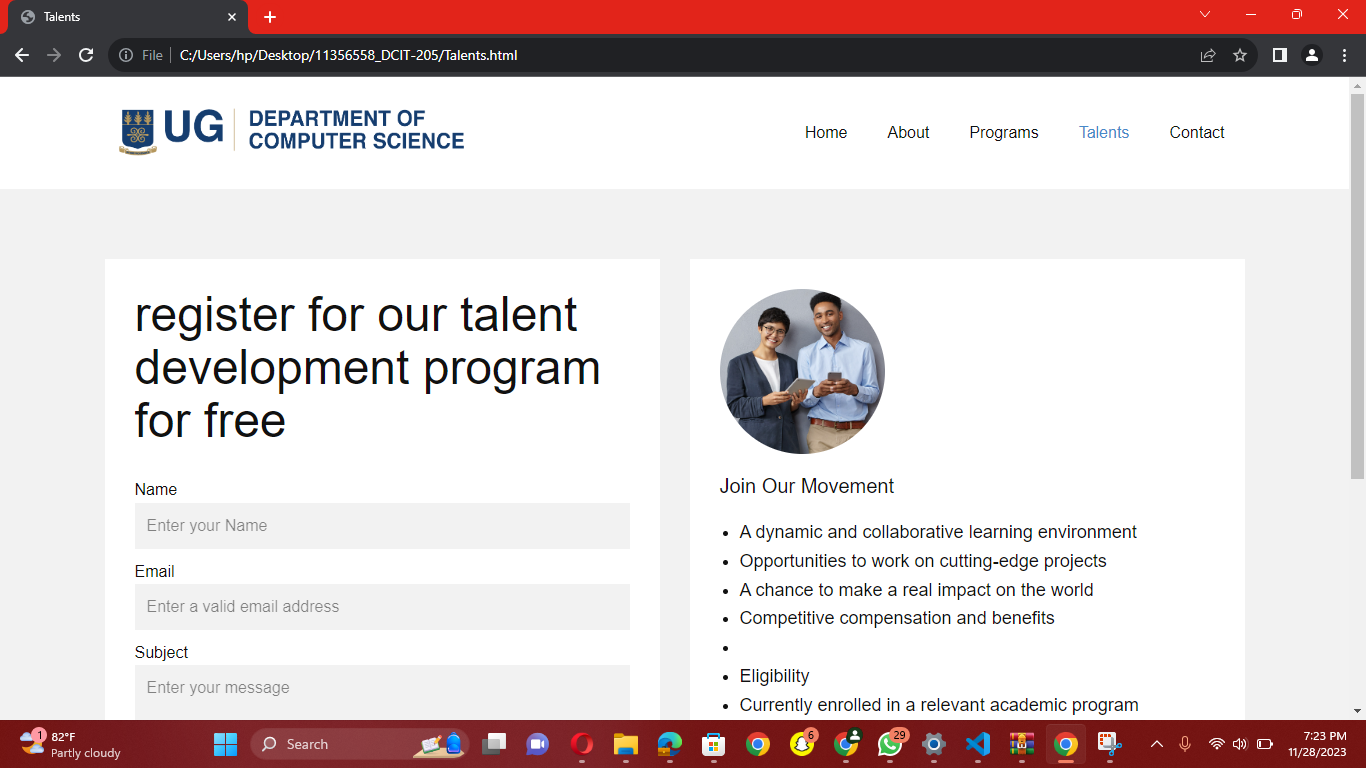 Talents
File
C:/Users/hp/Desktop/11356558_DCIT-205/Talents.html
UG
DEPARTMENT OF
COMPUTER SCIENCE
Home About Programs Talents Contact
register for our talent
development program
for free
Name
Enter your Name
Email
Enter a valid email address
Subject
Enter your message
Join Our Movement
A dynamic and collaborative learning environment
Opportunities to work on cutting-edge projects
A chance to make a real impact on the world
Competitive compensation and benefits
Eligibility
Currently enrolled in a relevant academic program
1
82°F
Partly cloudy
Search
6
29
7:23 PM
11/28/2023